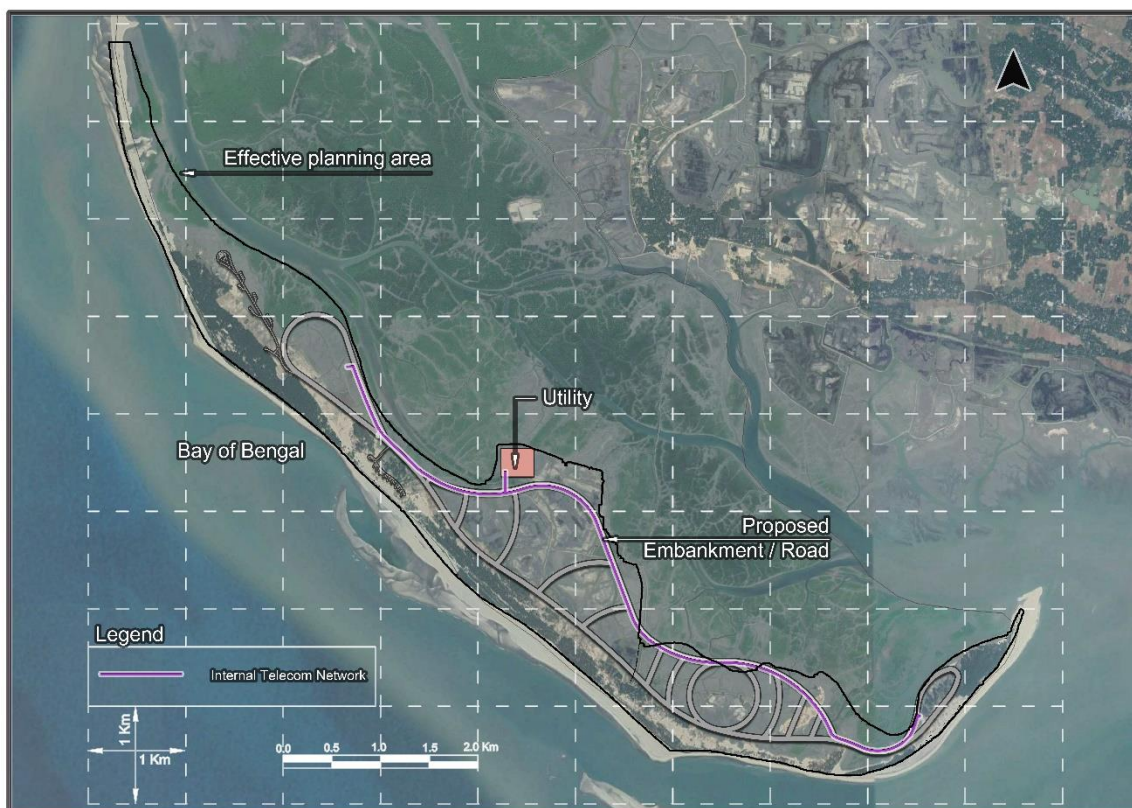 Effective planning area
Utility
Bay of Bengal
Proposed
Embankment / Road
Legend
Internal Telecom Network
1 Km
1 Km
0.0 0.5 1.0 1.5 2.0 Km